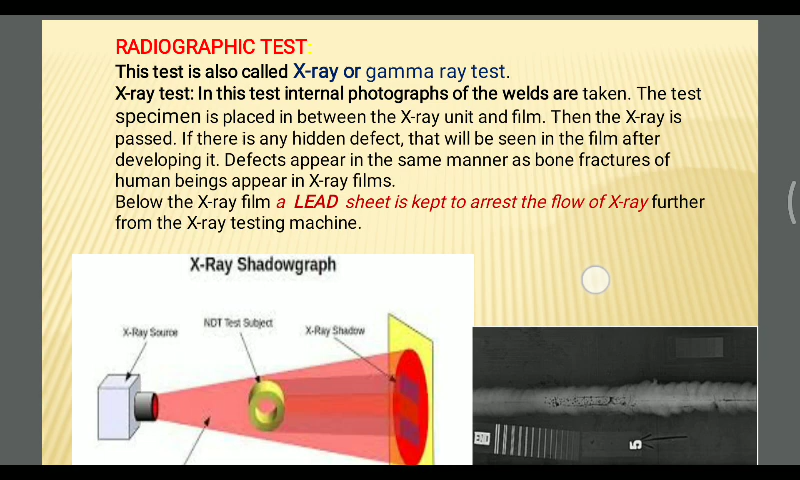 RADIOGRAPHIC TEST:
This test is also called X-ray or gamma ray test.
X-ray test: In this test internal photographs of the welds are taken. The test
specimen is placed in between the X-ray unit and film. Then the X-ray is
passed. If there is any hidden defect, that will be seen in the film after
developing it. Defects appear in the same manner as bone fractures of
human beings appear in X-ray films.
Below the X-ray film a LEAD sheet is kept to arrest the flow of X-ray further
from the X-ray testing machine.
X-Ray Shadowgraph
X-Ray Source
NDT Test Subject
X-Ray Shadow
END
5